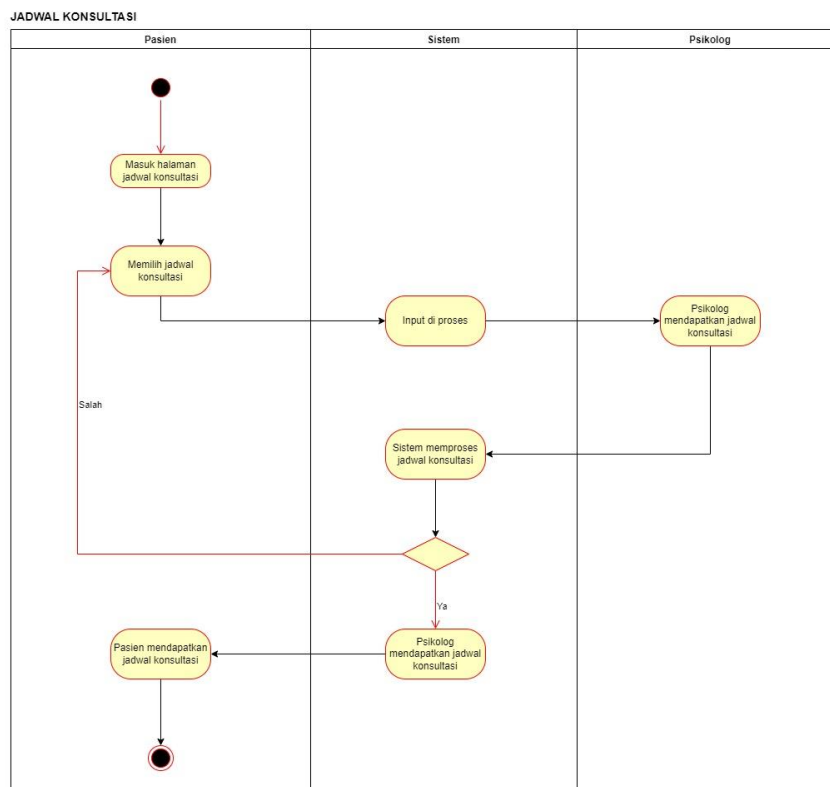 JADWAL KONSULTASI
Pasien
Sistem
Psikolog
Masuk halaman
jadwal konsultasi
Memilih jadwal
konsultasi
Input di proses
Psikolog
mendapatkan jadwal
konsultasi
Salah
Sistem memproses
jadwal konsultasi
Ya
Pasien mendapatkan
jadwal konsultasi
Psikolog
mendapatkan jadwal
konsultasi